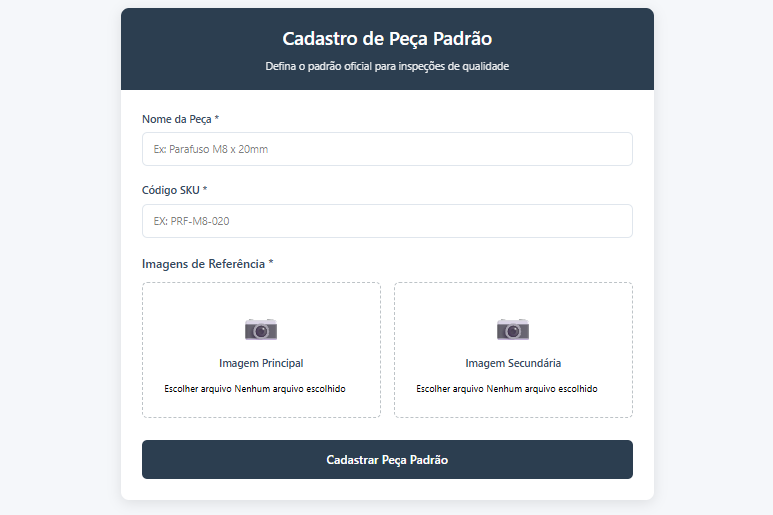 Cadastro de Peça Padrão
Defina o padrão oficial para inspeções de qualidade
Nome da Peça *
Ex: Parafuso M8 x 20mm
Código SKU *
EX: PRF-M8-020
Imagens de Referência *
Imagem Principal
Escolher arquivo Nenhum arquivo escolhido
Imagem Secundária
Escolher arquivo Nenhum arquivo escolhido
Cadastrar Peça Padrão